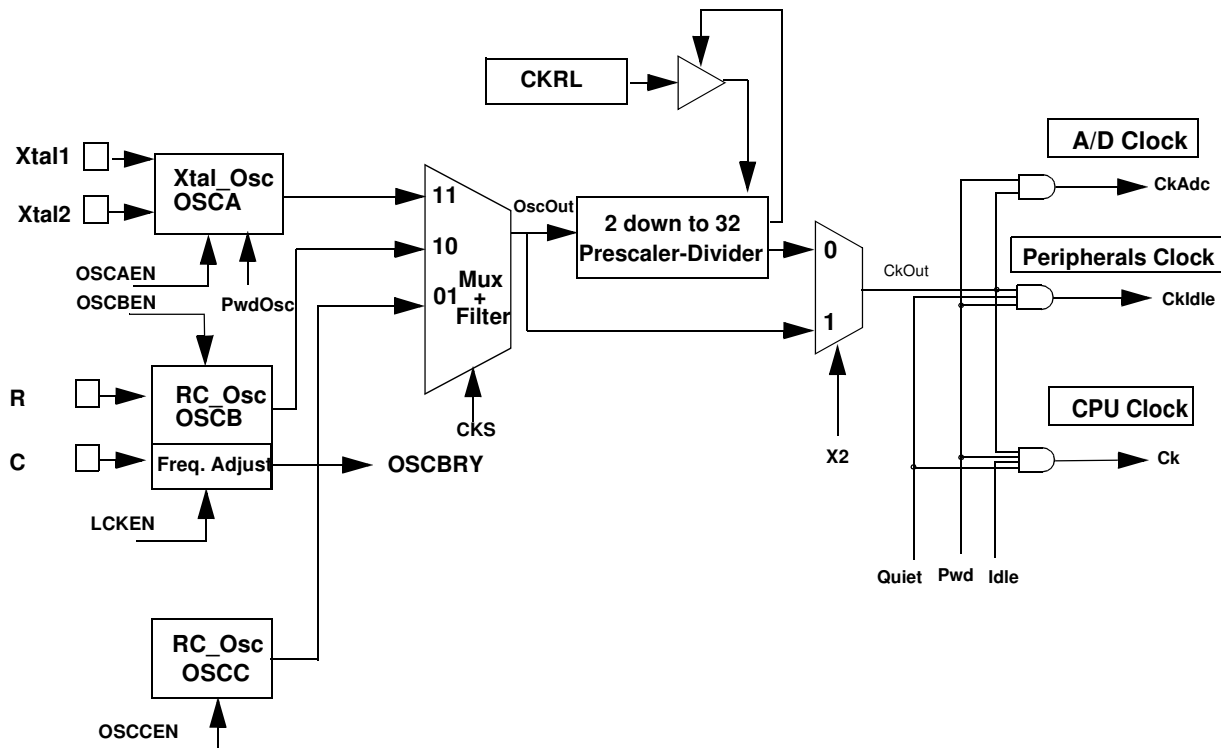 CKRL
Xtal1
Xtal2
Xtal_Osc
OSCA
OSCAEN
OSCBEN
PwdOsc
R
C
RC_Osc
OSCB
Freq. Adjust
OSCBRY
LCKEN
RC_Osc
OSCC
OSCCEN
11
10
01
Mux
+
Filter
CKS
OscOut
2 down to 32
Prescaler-Divider
0
1
X2
CkOut
A/D Clock
CkAdc
Peripherals Clock
CkIdle
CPU Clock
Ck
Quiet
Pwd
Idle